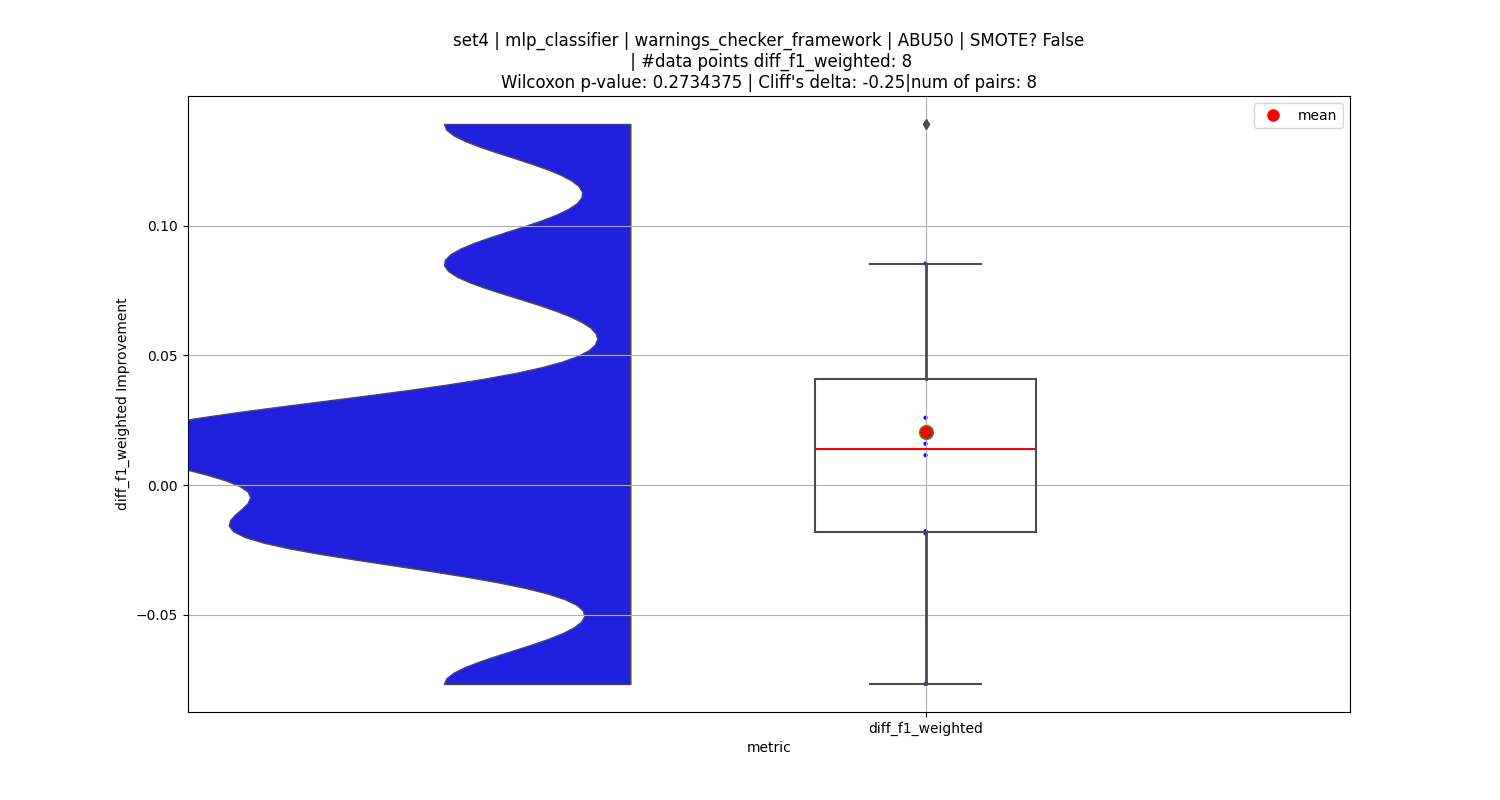 set4 | mlp_classifier | warnings_checker_framework | ABU50 | SMOTE? False
| #data points diff_f1_weighted: 8
Wilcoxon p-value: 0.2734375 | Cliff's delta: -0.25|num of pairs: 8
mean
0.10
0.05
0.00
−0.05
diff_f1_weighted Improvement
diff_f1_weighted
metric